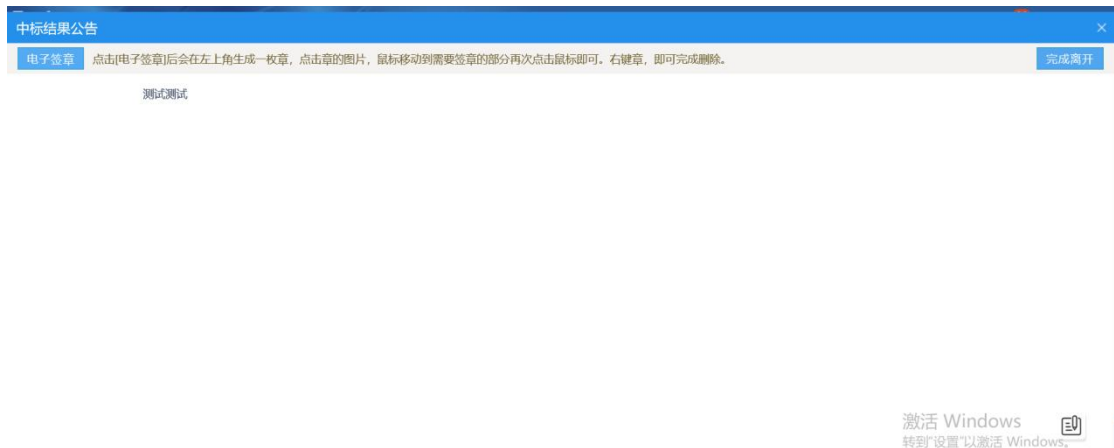 中标结果公告
电子签章 点击[电子签章]后会在左上角生成一枚章，点击章的图片，鼠标移动到需要签章的部分再次点击鼠标即可。右键章，即可完成删除。 完成离开
测试测试
激活 Windows
转到"设置"以激活 Windows。